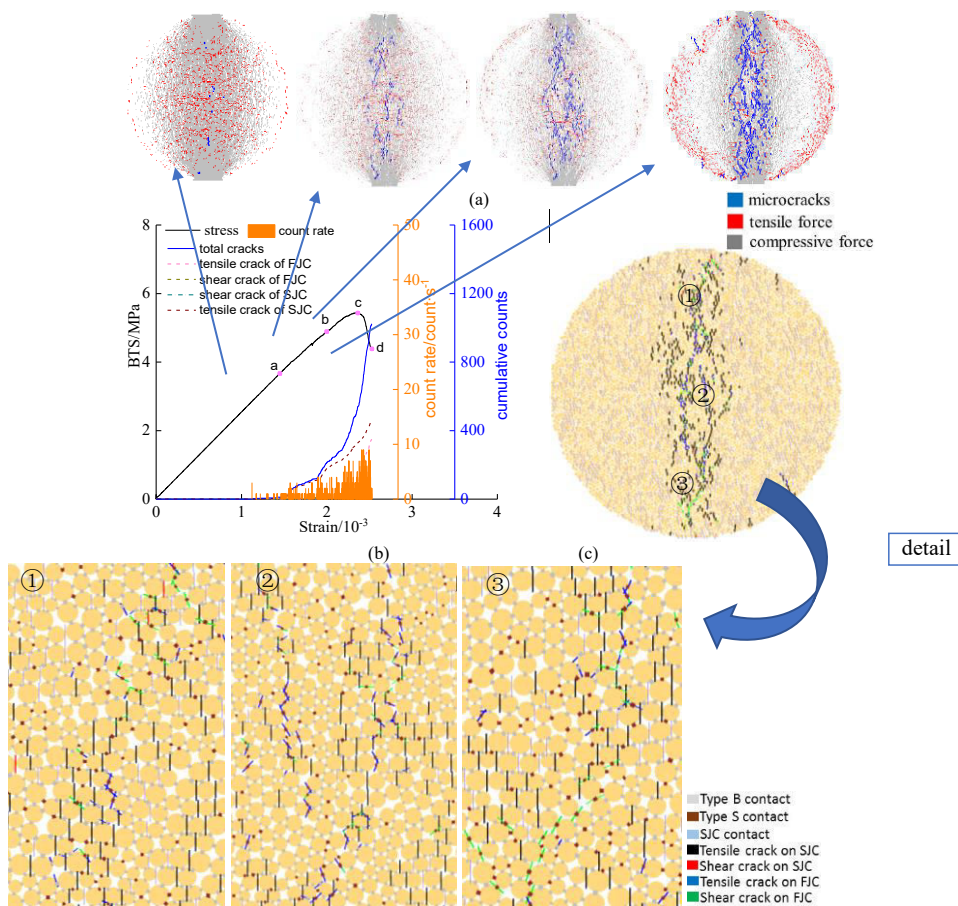 (a)
microcracks
tensile force
compressive force
BTS/MPa
8
6
4
2
0
stress
count rate
total cracks
tensile crack of FJC
shear crack of FJC
shear crack of SJC
tensile crack of SJC
a
b
c
d
0
1
2
3
4
Strain/10⁻³
50
40
30
20
10
0
count rate/count·s⁻¹
1600
1200
800
400
0
cumulative counts
①
②
③
(b)
(c)
detail
①
②
③
Type B contact
Type S contact
SJC contact
Tensile crack on SJC
Shear crack on SJC
Tensile crack on FJC
Shear crack on FJC